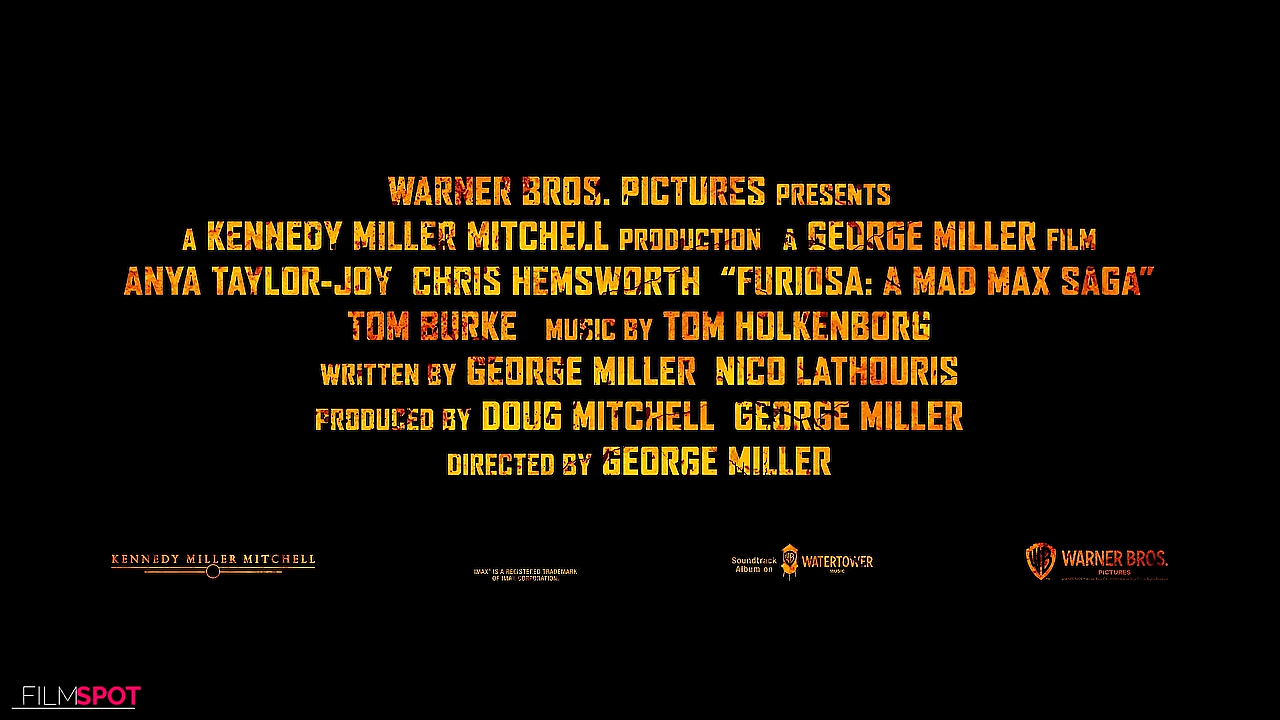 WARNER BROS. PICTURES PRESENTS
A KENNEDY MILLER MITCHELL PRODUCTION A GEORGE MILLER FILM
ANYA TAYLOR-JOY CHRIS HEMSWORTH “FURIOSA: A MAD MAX SAGA”
TOM BURKE MUSIC BY TOM HOLKENBORG
WRITTEN BY GEORGE MILLER NICO LATHOURIS
PRODUCED BY DOUG MITCHELL GEORGE MILLER
DIRECTED BY GEORGE MILLER
KENNEDY MILLER MITCHELL
IMAX® IS A REGISTERED TRADEMARK
OF IMAX CORPORATION.
Soundtrack
Album on
WATERTOWER
MUSIC
WB WARNER BROS.
PICTURES
FILMSPOT